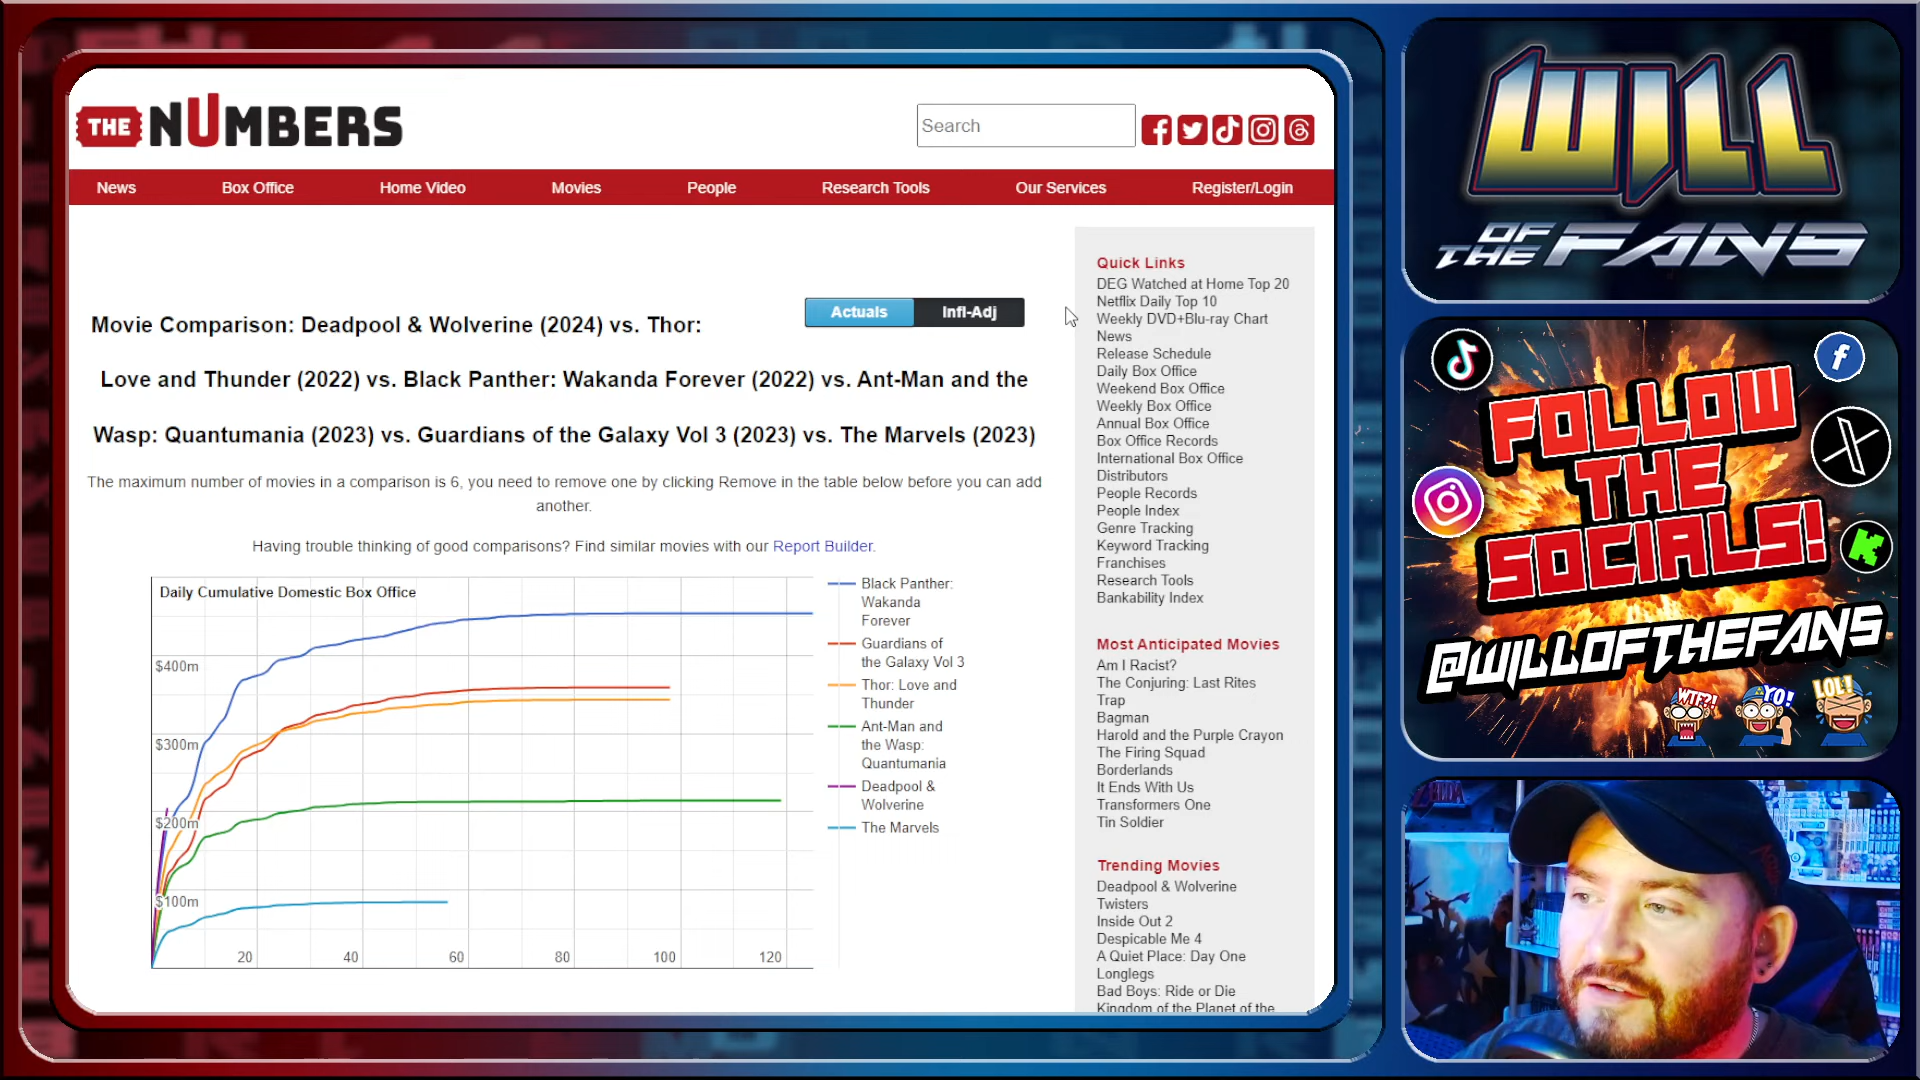 THE NUMBERS
Search
News Box Office Home Video Movies People Research Tools Our Services Register/Login
Actuals Infl-Adj
Movie Comparison: Deadpool & Wolverine (2024) vs. Thor:
Love and Thunder (2022) vs. Black Panther: Wakanda Forever (2022) vs. Ant-Man and the
Wasp: Quantumania (2023) vs. Guardians of the Galaxy Vol 3 (2023) vs. The Marvels (2023)
The maximum number of movies in a comparison is 6, you need to remove one by clicking Remove in the table below before you can add
another.
Having trouble thinking of good comparisons? Find similar movies with our Report Builder.
Daily Cumulative Domestic Box Office
$400m
$300m
$200m
$100m
20 40 60 80 100 120
Black Panther:
Wakanda
Forever
Guardians of
the Galaxy Vol 3
Thor: Love and
Thunder
Ant-Man and
the Wasp:
Quantumania
Deadpool &
Wolverine
The Marvels
Quick Links
DEG Watched at Home Top 20
Netflix Daily Top 10
Weekly DVD+Blu-ray Chart
News
Release Schedule
Daily Box Office
Weekend Box Office
Weekly Box Office
Annual Box Office
Box Office Records
International Box Office
Distributors
People Records
People Index
Genre Tracking
Keyword Tracking
Franchises
Research Tools
Bankability Index
Most Anticipated Movies
Am I Racist?
The Conjuring: Last Rites
Trap
Bagman
Harold and the Purple Crayon
The Firing Squad
Borderlands
It Ends With Us
Transformers One
Tin Soldier
Trending Movies
Deadpool & Wolverine
Twisters
Inside Out 2
Despicable Me 4
A Quiet Place: Day One
Longlegs
Bad Boys: Ride or Die
Kingdom of the Planet of the
WILL
OF THE FANS
FOLLOW
THE
SOCIALS!
@WILLOFTHEFANS
WTF?!
YO!
LOL!